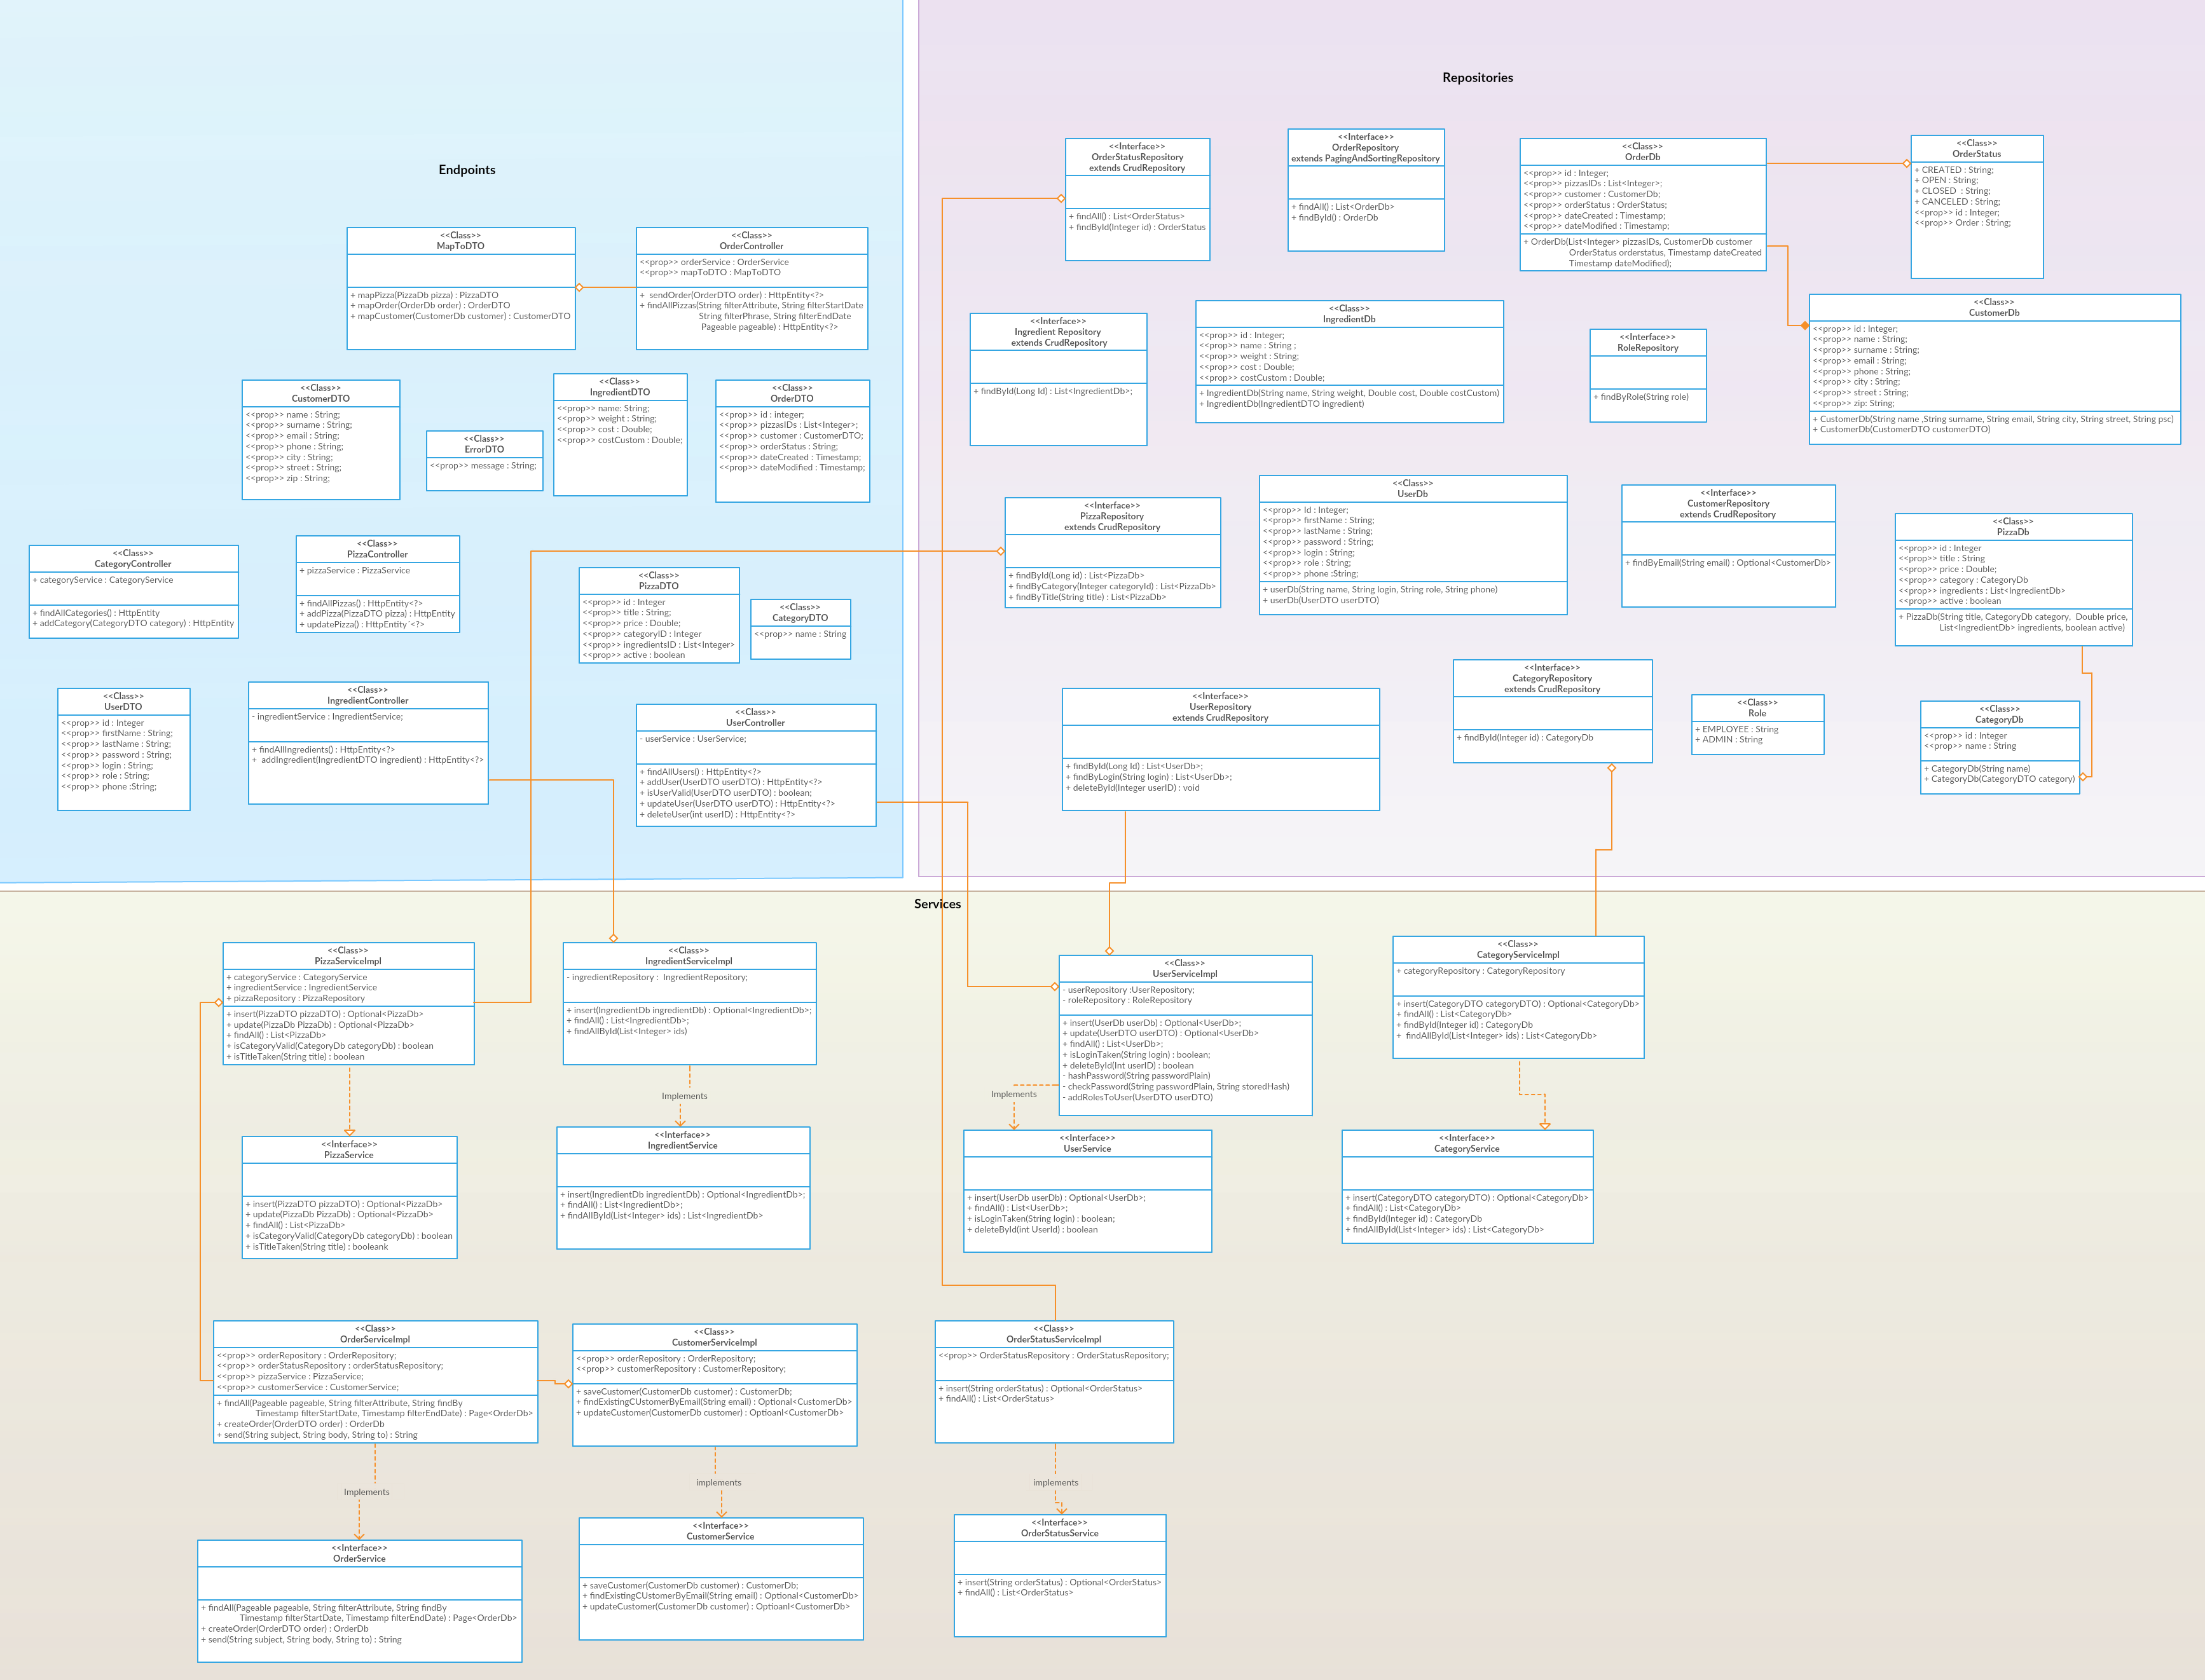 Endpoints
<<Class>>
MapToDTO
+ mapPizza(PizzaDb pizza) : PizzaDTO
+ mapOrder(OrderDb order) : OrderDTO
+ mapCustomer(CustomerDb customer) : CustomerDTO
<<Class>>
OrderController
<<prop>> orderService : OrderService
<<prop>> mapToDTO : MapToDTO
+  sendOrder(OrderDTO order) : HttpEntity<?>
+ findAllPizzas(String filterAttribute, String filterStartDate
String filterPhrase, String filterEndDate
Pageable pageable) : HttpEntity<?>
<<Class>>
CustomerDTO
<<prop>> name : String;
<<prop>> surname : String;
<<prop>> email : String;
<<prop>> phone : String;
<<prop>> city : String;
<<prop>> street : String;
<<prop>> zip : String;
<<Class>>
ErrorDTO
<<prop>> message : String;
<<Class>>
IngredientDTO
<<prop>> name: String;
<<prop>> weight : String;
<<prop>> cost : Double;
<<prop>> costCustom : Double;
<<Class>>
OrderDTO
<<prop>> id : integer;
<<prop>> pizzasIDs : List<Integer>;
<<prop>> customer : CustomerDTO;
<<prop>> orderStatus : String;
<<prop>> dateCreated : Timestamp;
<<prop>> dateModified : Timestamp;
<<Class>>
CategoryController
+ categoryService : CategoryService
+ findAllCategories() : HttpEntity
+ addCategory(CategoryDTO category) : HttpEntity
<<Class>>
PizzaController
+ pizzaService : PizzaService
+ findAllPizzas() : HttpEntity<?>
+ addPizza(PizzaDTO pizza) : HttpEntity
+ updatePizza() : HttpEntity´<?>
<<Class>>
PizzaDTO
<<prop>> id : Integer
<<prop>> title : String;
<<prop>> price : Double;
<<prop>> categoryID : Integer
<<prop>> ingredientsID : List<Integer>
<<prop>> active : boolean
<<Class>>
CategoryDTO
<<prop>> name : String
<<Class>>
UserDTO
<<prop>> id : Integer
<<prop>> firstName : String;
<<prop>> lastName : String;
<<prop>> password : String;
<<prop>> login : String;
<<prop>> role : String;
<<prop>> phone :String;
<<Class>>
IngredientController
- ingredientService : IngredientService;
+ findAllIngredients() : HttpEntity<?>
+  addIngredient(IngredientDTO ingredient) : HttpEntity<?>
<<Class>>
UserController
- userService : UserService;
+ findAllUsers() : HttpEntity<?>
+ addUser(UserDTO userDTO) : HttpEntity<?>
+ isUserValid(UserDTO userDTO) : boolean;
+ updateUser(UserDTO userDTO) : HttpEntity<?>
+ deleteUser(int userID) : HttpEntity<?>
Repositories
<<Interface>>
OrderStatusRepository
extends CrudRepository
+ findAll() : List<OrderStatus>
+ findById(Integer id) : OrderStatus
<<Interface>>
OrderRepository
extends PagingAndSortingRepository
+ findAll() : List<OrderDb>
+ findById() : OrderDb
<<Class>>
OrderDb
<<prop>> id : Integer;
<<prop>> pizzasIDs : List<Integer>;
<<prop>> customer : CustomerDb;
<<prop>> orderStatus : OrderStatus;
<<prop>> dateCreated : Timestamp;
<<prop>> dateModified : Timestamp;
+ OrderDb(List<Integer> pizzasIDs, CustomerDb customer
OrderStatus orderstatus, Timestamp dateCreated
Timestamp dateModified);
<<Class>>
OrderStatus
+ CREATED : String;
+ OPEN : String;
+ CLOSED  : String;
+ CANCELED : String;
<<prop>> id : Integer;
<<prop>> Order : String;
<<Interface>>
Ingredient Repository
extends CrudRepository
+ findById(Long Id) : List<IngredientDb>;
<<Class>>
IngredientDb
<<prop>> id : Integer;
<<prop>> name : String ;
<<prop>> weight : String;
<<prop>> cost : Double;
<<prop>> costCustom : Double;
+ IngredientDb(String name, String weight, Double cost, Double costCustom)
+ IngredientDb(IngredientDTO ingredient)
<<Interface>>
RoleRepository
+ findByRole(String role)
<<Class>>
CustomerDb
<<prop>> id : Integer;
<<prop>> name : String;
<<prop>> surname : String;
<<prop>> email : String;
<<prop>> phone : String;
<<prop>> city : String;
<<prop>> street : String;
<<prop>> zip: String;
+ CustomerDb(String name ,String surname, String email, String city, String street, String psc)
+ CustomerDb(CustomerDTO customerDTO)
<<Interface>>
PizzaRepository
extends CrudRepository
+ findById(Long id) : List<PizzaDb>
+ findByCategory(Integer categoryId) : List<PizzaDb>
+ findByTitle(String title) : List<PizzaDb>
<<Class>>
UserDb
<<prop>> Id : Integer;
<<prop>> firstName : String;
<<prop>> lastName : String;
<<prop>> password : String;
<<prop>> login : String;
<<prop>> role : String;
<<prop>> phone :String;
+ userDb(String name, String login, String role, String phone)
+ userDb(UserDTO userDTO)
<<Interface>>
CustomerRepository
extends CrudRepository
+ findByEmail(String email) : Optional<CustomerDb>
<<Class>>
PizzaDb
<<prop>> id : Integer
<<prop>> title : String
<<prop>> price : Double;
<<prop>> category : CategoryDb
<<prop>> ingredients : List<IngredientDb>
<<prop>> active : boolean
+ PizzaDb(String title, CategoryDb category,  Double price,
List<IngredientDb> ingredients, boolean active)
<<Interface>>
UserRepository
extends CrudRepository
+ findById(Long Id) : List<UserDb>;
+ findByLogin(String login) : List<UserDb>;
+ deleteById(Integer userID) : void
<<Interface>>
CategoryRepository
extends CrudRepository
+ findById(Integer id) : CategoryDb
<<Class>>
Role
+ EMPLOYEE : String
+ ADMIN : String
<<Class>>
CategoryDb
<<prop>> id : Integer
<<prop>> name : String
+ CategoryDb(String name)
+ CategoryDb(CategoryDTO category)
Services
<<Class>>
PizzaServiceImpl
+ categoryService : CategoryService
+ ingredientService : IngredientService
+ pizzaRepository : PizzaRepository
+ insert(PizzaDTO pizzaDTO) : Optional<PizzaDb>
+ update(PizzaDb PizzaDb) : Optional<PizzaDb>
+ findAll() : List<PizzaDb>
+ isCategoryValid(CategoryDb categoryDb) : boolean
+ isTitleTaken(String title) : boolean
<<Class>>
IngredientServiceImpl
- ingredientRepository :  IngredientRepository;
+ insert(IngredientDb ingredientDb) : Optional<IngredientDb>;
+ findAll() : List<IngredientDb>;
+ findAllById(List<Integer> ids)
<<Class>>
UserServiceImpl
- userRepository :UserRepository;
- roleRepository : RoleRepository
+ insert(UserDb userDb) : Optional<UserDb>;
+ update(UserDTO userDTO) : Optional<UserDb>
+ findAll() : List<UserDb>;
+ isLoginTaken(String login) : boolean;
+ deleteById(Int userID) : boolean
- hashPassword(String passwordPlain)
- checkPassword(String passwordPlain, String storedHash)
- addRolesToUser(UserDTO userDTO)
<<Class>>
CategoryServiceImpl
+ categoryRepository : CategoryRepository
+ insert(CategoryDTO categoryDTO) : Optional<CategoryDb>
+ findAll() : List<CategoryDb>
+ findById(Integer id) : CategoryDb
+  findAllById(List<Integer> ids) : List<CategoryDb>
Implements
Implements
<<Interface>>
PizzaService
+ insert(PizzaDTO pizzaDTO) : Optional<PizzaDb>
+ update(PizzaDb PizzaDb) : Optional<PizzaDb>
+ findAll() : List<PizzaDb>
+ isCategoryValid(CategoryDb categoryDb) : boolean
+ isTitleTaken(String title) : booleank
<<Interface>>
IngredientService
+ insert(IngredientDb ingredientDb) : Optional<IngredientDb>;
+ findAll() : List<IngredientDb>;
+ findAllById(List<Integer> ids) : List<IngredientDb>
<<Interface>>
UserService
+ insert(UserDb userDb) : Optional<UserDb>;
+ findAll() : List<UserDb>;
+ isLoginTaken(String login) : boolean;
+ deleteById(int UserId) : boolean
<<Interface>>
CategoryService
+ insert(CategoryDTO categoryDTO) : Optional<CategoryDb>
+ findAll() : List<CategoryDb>
+ findById(Integer id) : CategoryDb
+ findAllById(List<Integer> ids) : List<CategoryDb>
<<Class>>
OrderServiceImpl
<<prop>> orderRepository : OrderRepository;
<<prop>> orderStatusRepository : orderStatusRepository;
<<prop>> pizzaService : PizzaService;
<<prop>> customerService : CustomerService;
+ findAll(Pageable pageable, String filterAttribute, String findBy
Timestamp filterStartDate, Timestamp filterEndDate) : Page<OrderDb>
+ createOrder(OrderDTO order) : OrderDb
+ send(String subject, String body, String to) : String
<<Class>>
CustomerServiceImpl
<<prop>> orderRepository : OrderRepository;
<<prop>> customerRepository : CustomerRepository;
+ saveCustomer(CustomerDb customer) : CustomerDb;
+ findExistingCUstomerByEmail(String email) : Optional<CustomerDb>
+ updateCustomer(CustomerDb customer) : Optioanl<CustomerDb>
<<Class>>
OrderStatusServiceImpl
<<prop>> OrderStatusRepository : OrderStatusRepository;
+ insert(String orderStatus) : Optional<OrderStatus>
+ findAll() : List<OrderStatus>
Implements
implements
implements
<<Interface>>
OrderService
+ findAll(Pageable pageable, String filterAttribute, String findBy
Timestamp filterStartDate, Timestamp filterEndDate) : Page<OrderDb>
+ createOrder(OrderDTO order) : OrderDb
+ send(String subject, String body, String to) : String
<<Interface>>
CustomerService
+ saveCustomer(CustomerDb customer) : CustomerDb;
+ findExistingCUstomerByEmail(String email) : Optional<CustomerDb>
+ updateCustomer(CustomerDb customer) : Optioanl<CustomerDb>
<<Interface>>
OrderStatusService
+ insert(String orderStatus) : Optional<OrderStatus>
+ findAll() : List<OrderStatus>